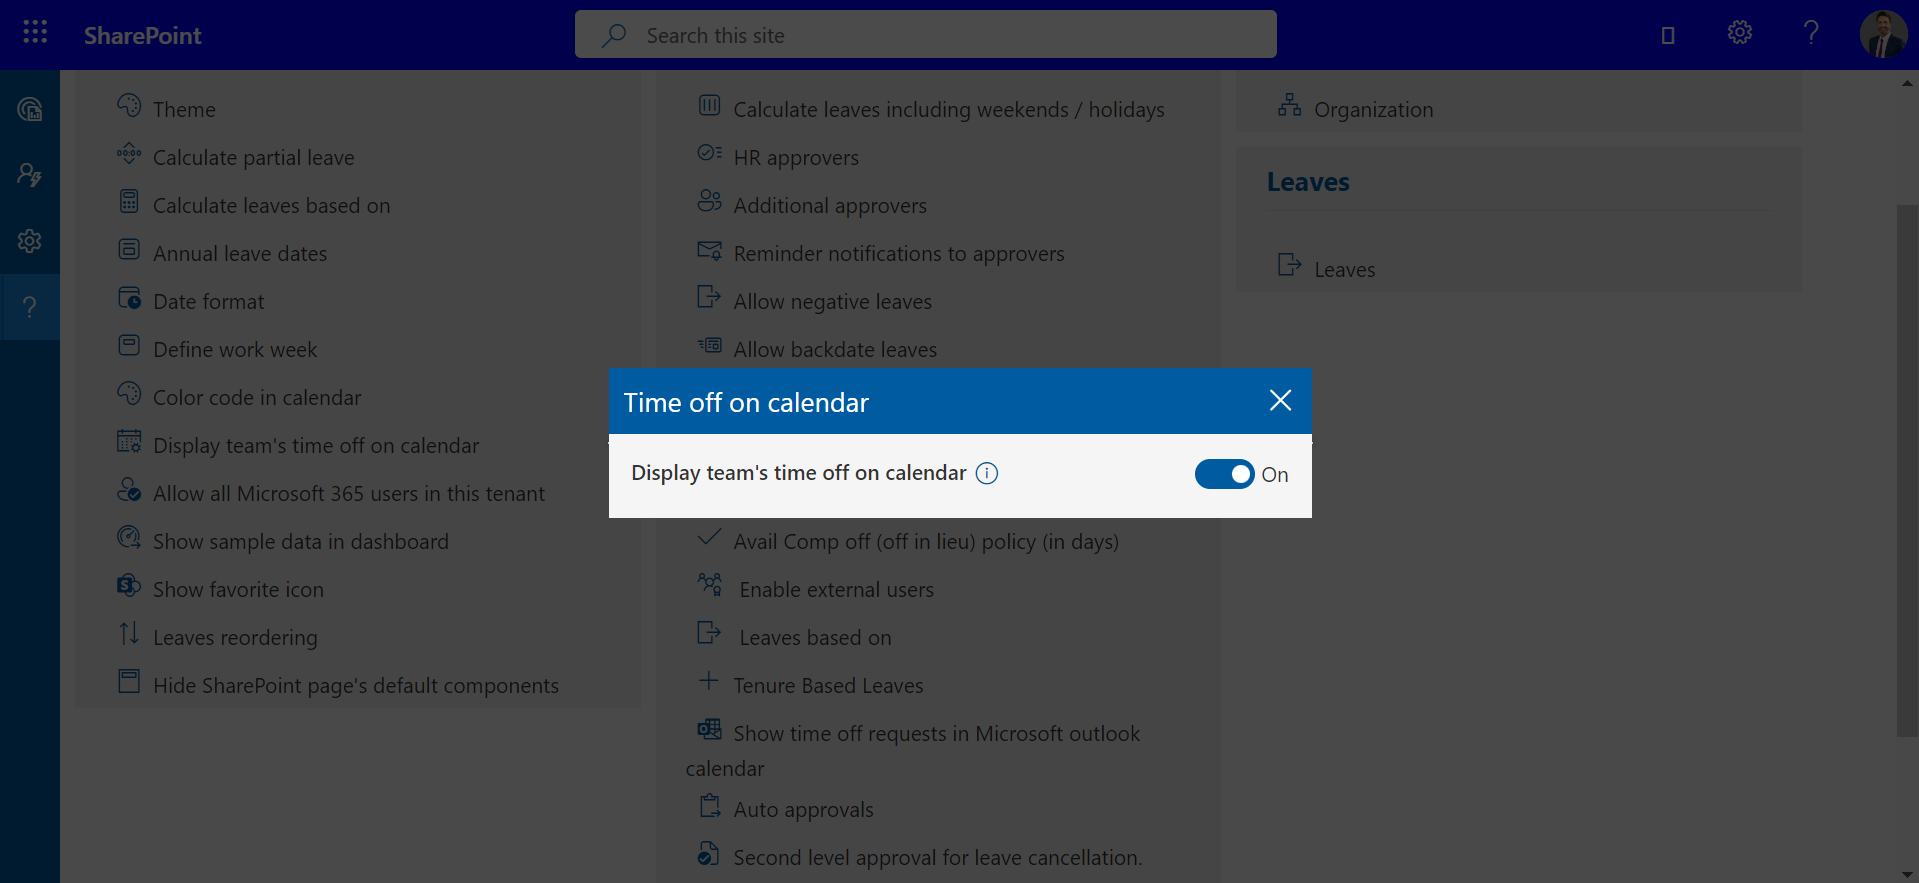 SharePoint
Search this site
Theme
Calculate partial leave
Calculate leaves based on
Annual leave dates
Date format
Define work week
Color code in calendar
Display team's time off on calendar
Allow all Microsoft 365 users in this tenant
Show sample data in dashboard
Show favorite icon
Leaves reordering
Hide SharePoint page's default components
Calculate leaves including weekends / holidays
HR approvers
Additional approvers
Reminder notifications to approvers
Allow negative leaves
Allow backdate leaves
Time off on calendar
Display team's time off on calendar
On
Avail Comp off (off in lieu) policy (in days)
Enable external users
Leaves based on
Tenure Based Leaves
Show time off requests in Microsoft outlook
calendar
Auto approvals
Second level approval for leave cancellation.
Organization
Leaves
Leaves